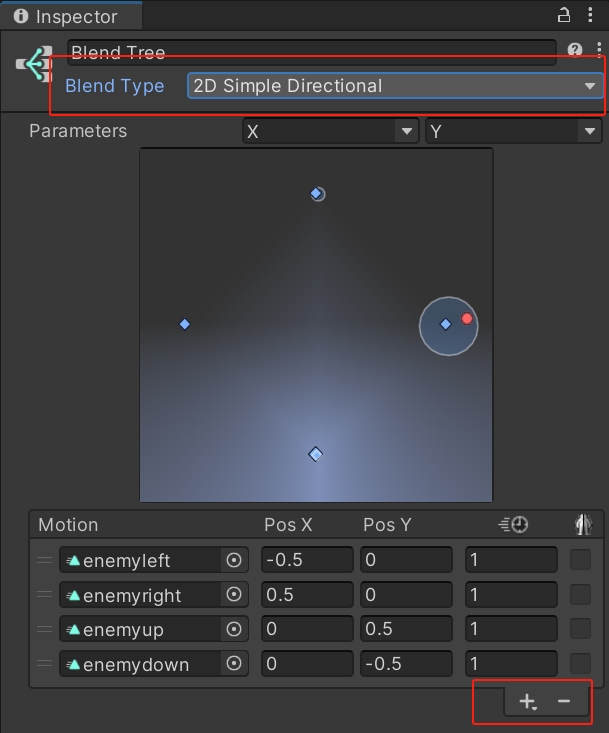 Inspector
Blend Tree
Blend Type 2D Simple Directional
Parameters X Y
Motion Pos X Pos Y
enemyleft -0.5 0 1
enemyright 0.5 0 1
enemyup 0 0.5 1
enemydown 0 -0.5 1